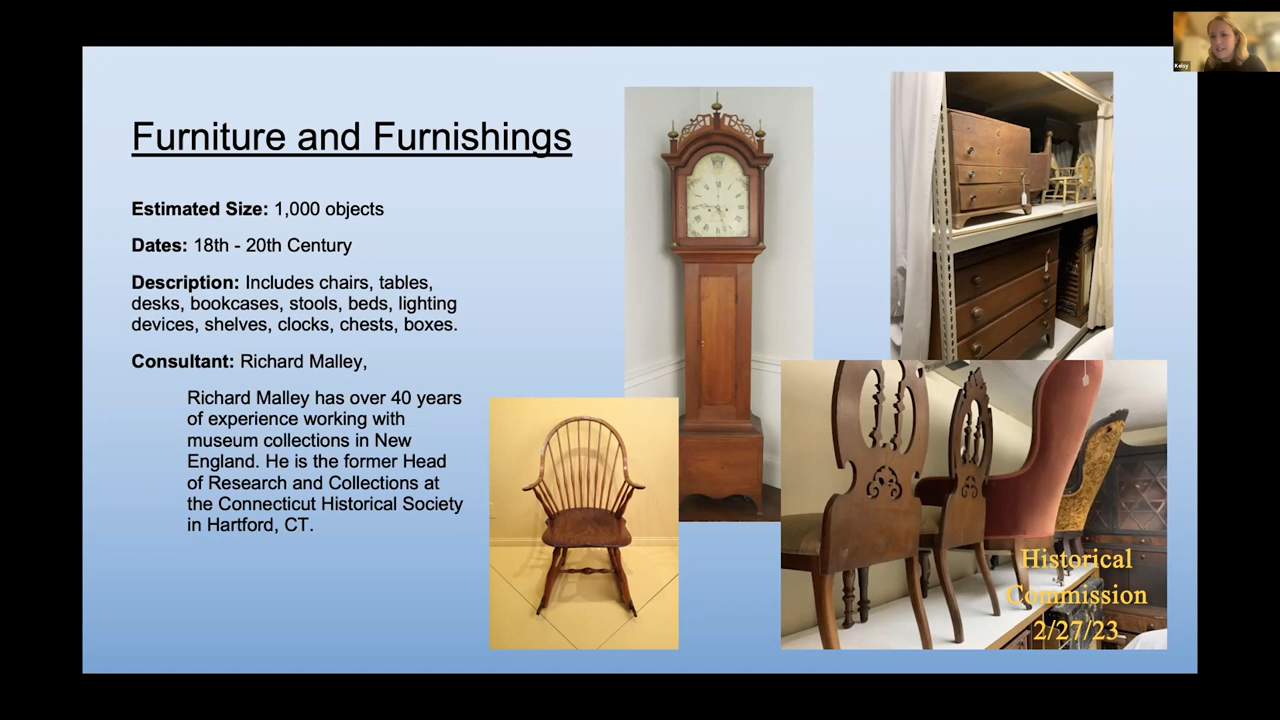 Kelsy
Furniture and Furnishings
Estimated Size: 1,000 objects
Dates: 18th - 20th Century
Description: Includes chairs, tables,
desks, bookcases, stools, beds, lighting
devices, shelves, clocks, chests, boxes.
Consultant: Richard Malley,
Richard Malley has over 40 years
of experience working with
museum collections in New
England. He is the former Head
of Research and Collections at
the Connecticut Historical Society
in Hartford, CT.
Historical
Commission
2/27/23